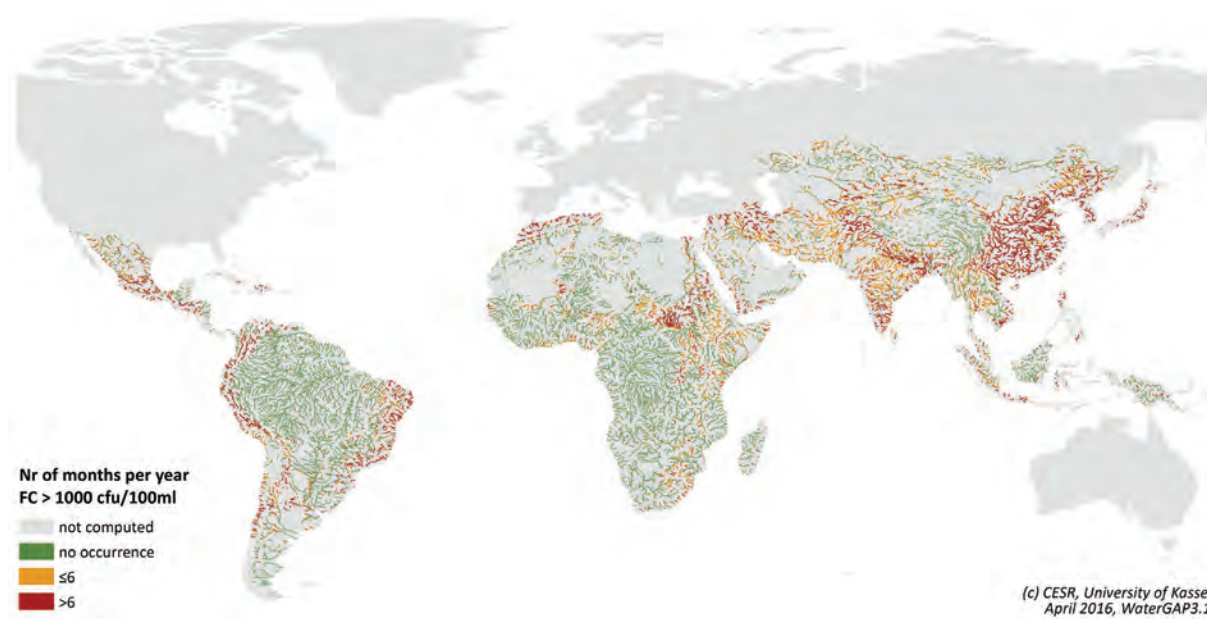 Nr of months per year
FC > 1000 cfu/100ml
not computed
no occurrence
≤6
>6
(c) CESR, University of Kasse
April 2016, WaterGAP3.1